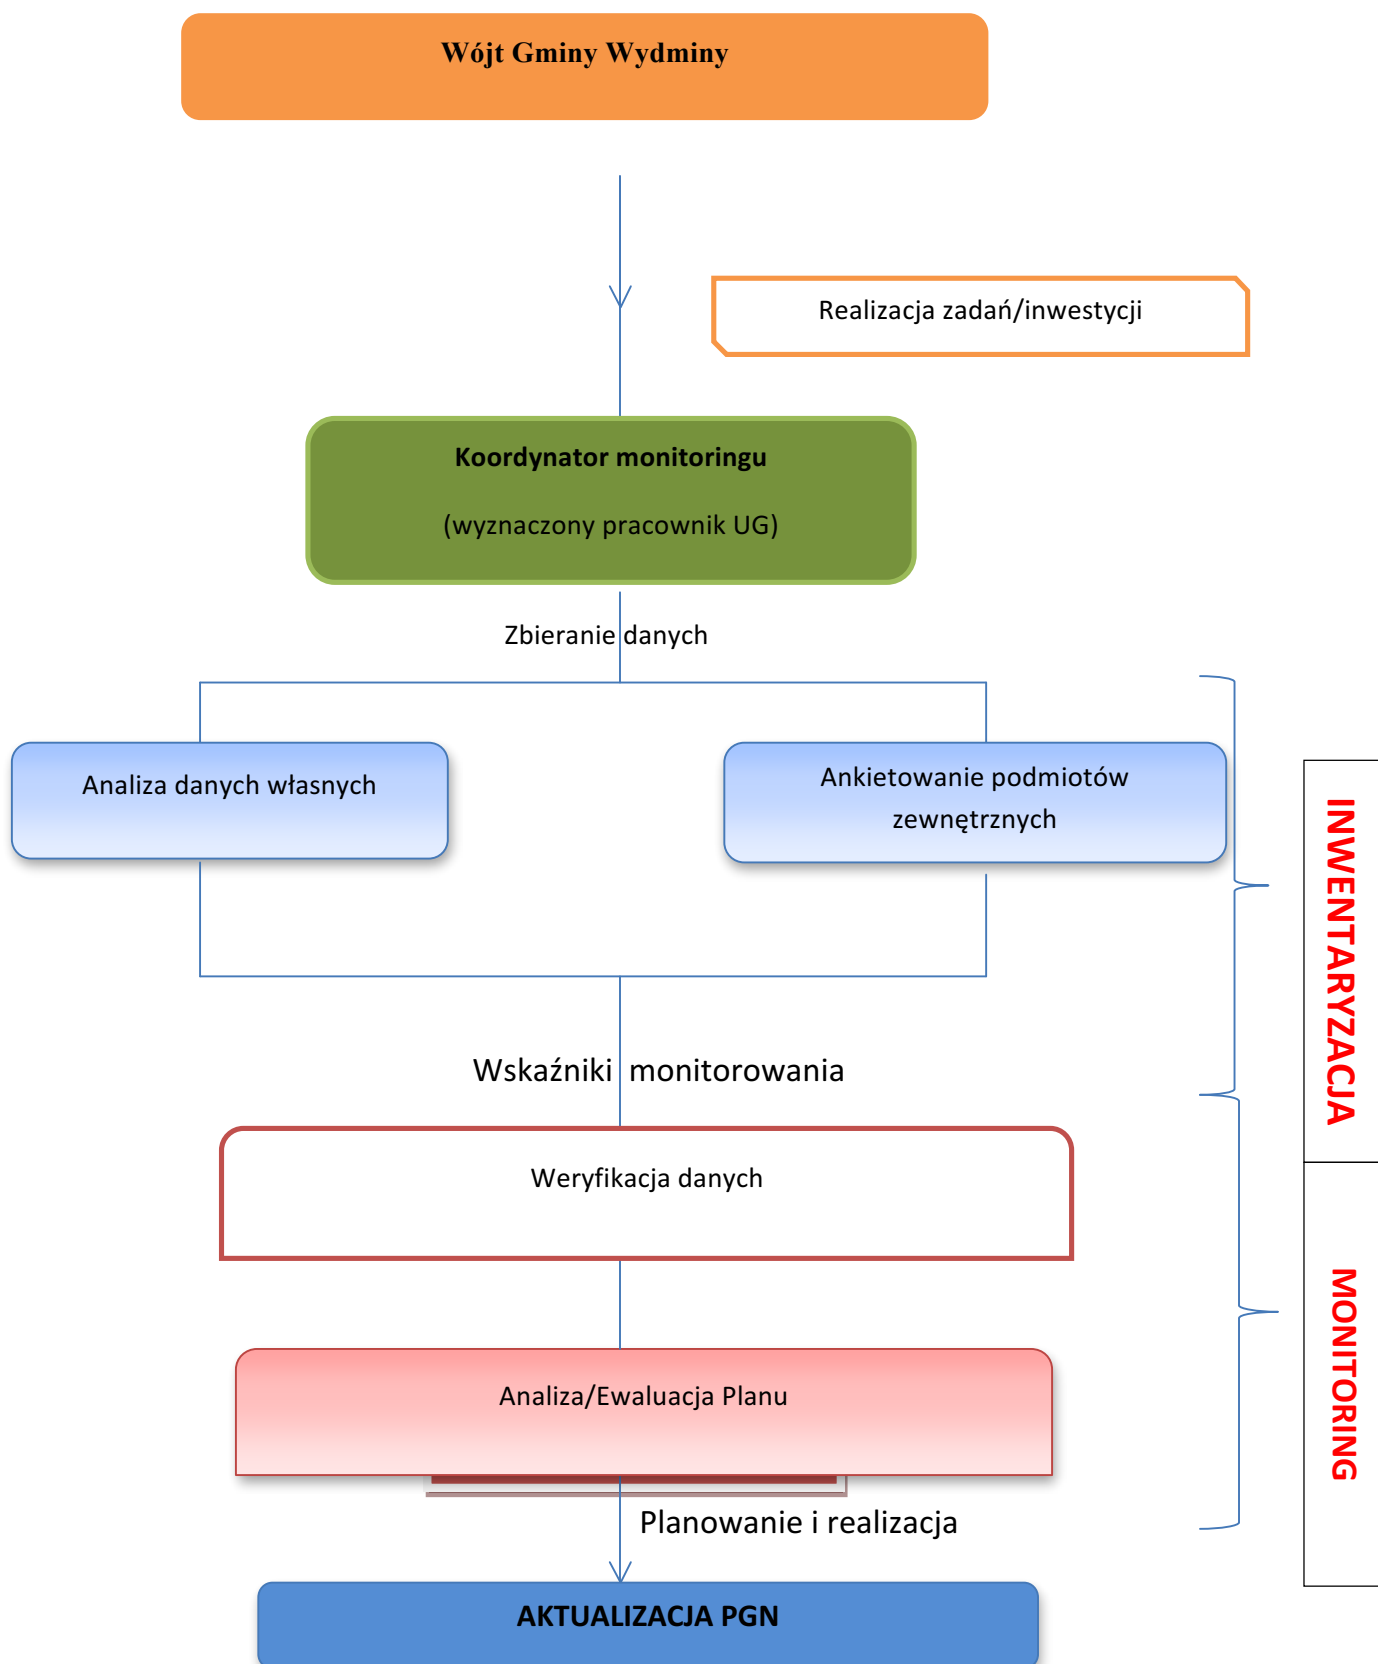 Wójt Gminy Wydminy
Realizacja zadań/inwestycji
Koordynator monitoringu
(wyznaczony pracownik UG)
Zbieranie danych
Analiza danych własnych
Ankietowanie podmiotów
zewnętrznych
INWENTARYZACJA
Wskaźniki monitorowania
Weryfikacja danych
MONITORING
Analiza/Ewaluacja Planu
Planowanie i realizacja
AKTUALIZACJA PGN